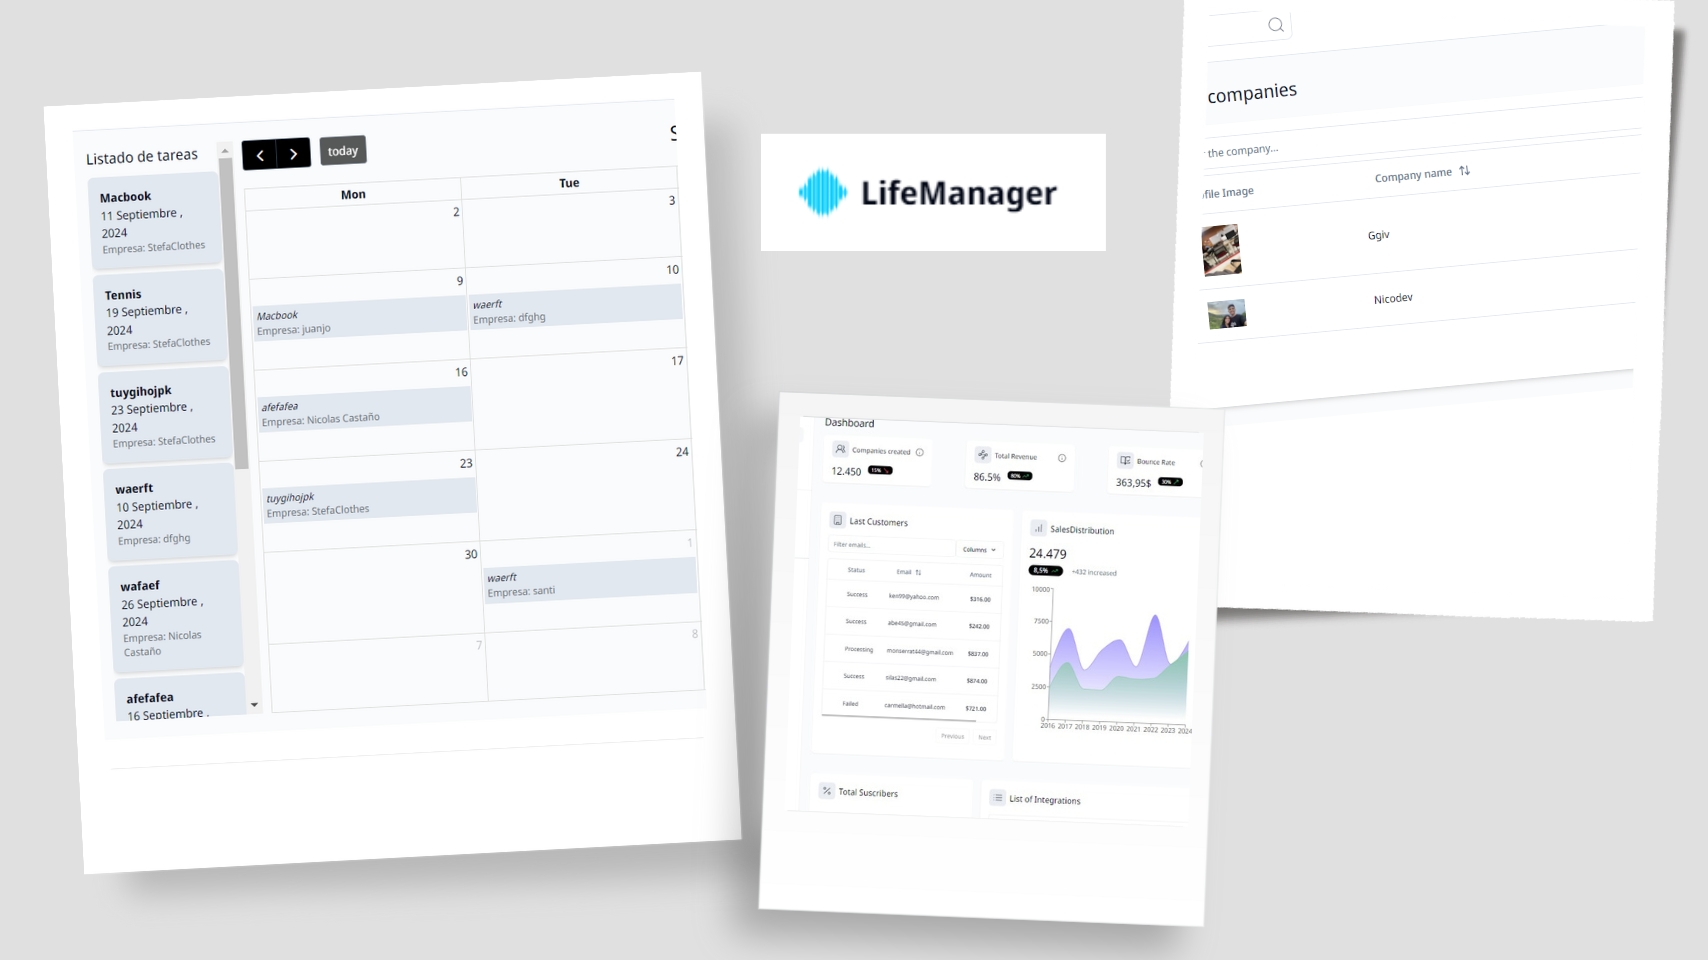 Listado de tareas
Macbook
11 Septiembre ,
2024
Empresa: StefaClothes
Tennis
19 Septiembre ,
2024
Empresa: StefaClothes
tuygihojpk
23 Septiembre ,
2024
Empresa: StefaClothes
waerft
10 Septiembre ,
2024
Empresa: dfghg
wafaef
26 Septiembre ,
2024
Empresa: Nicolas
Castaño
afefafea
16 Septiembre .
today
S
Mon Tue
2 3
9 10
Macbook
Empresa: juanjo
waerft
Empresa: dfghg
16 17
afefafea
Empresa: Nicolas Castaño
23 24
tuygihojpk
Empresa: StefaClothes
30 1
waerft
Empresa: santi
7 8
LifeManager
companies
the company...
file Image Company name
Ggiv
Nicodev
Dashboard
Companies created
12.450 15%
Total Revenue
86.5% 80%
Bounce Rate
363,95$ 30%
Last Customers
Filter emails... Columns
Status Email Amount
Success ken99@yahoo.com $316.00
Success abe45@gmail.com $242.00
Processing monserrat44@gmail.com $837.00
Success silas22@gmail.com $874.00
Failed carmella@hotmail.com $721.00
Previous Next
SalesDistribution
24.479
8,5% +432 increased
10000
7500
5000
2500
0
2016 2017 2018 2019 2020 2021 2022 2023 2024
Total Suscribers
List of Integrations